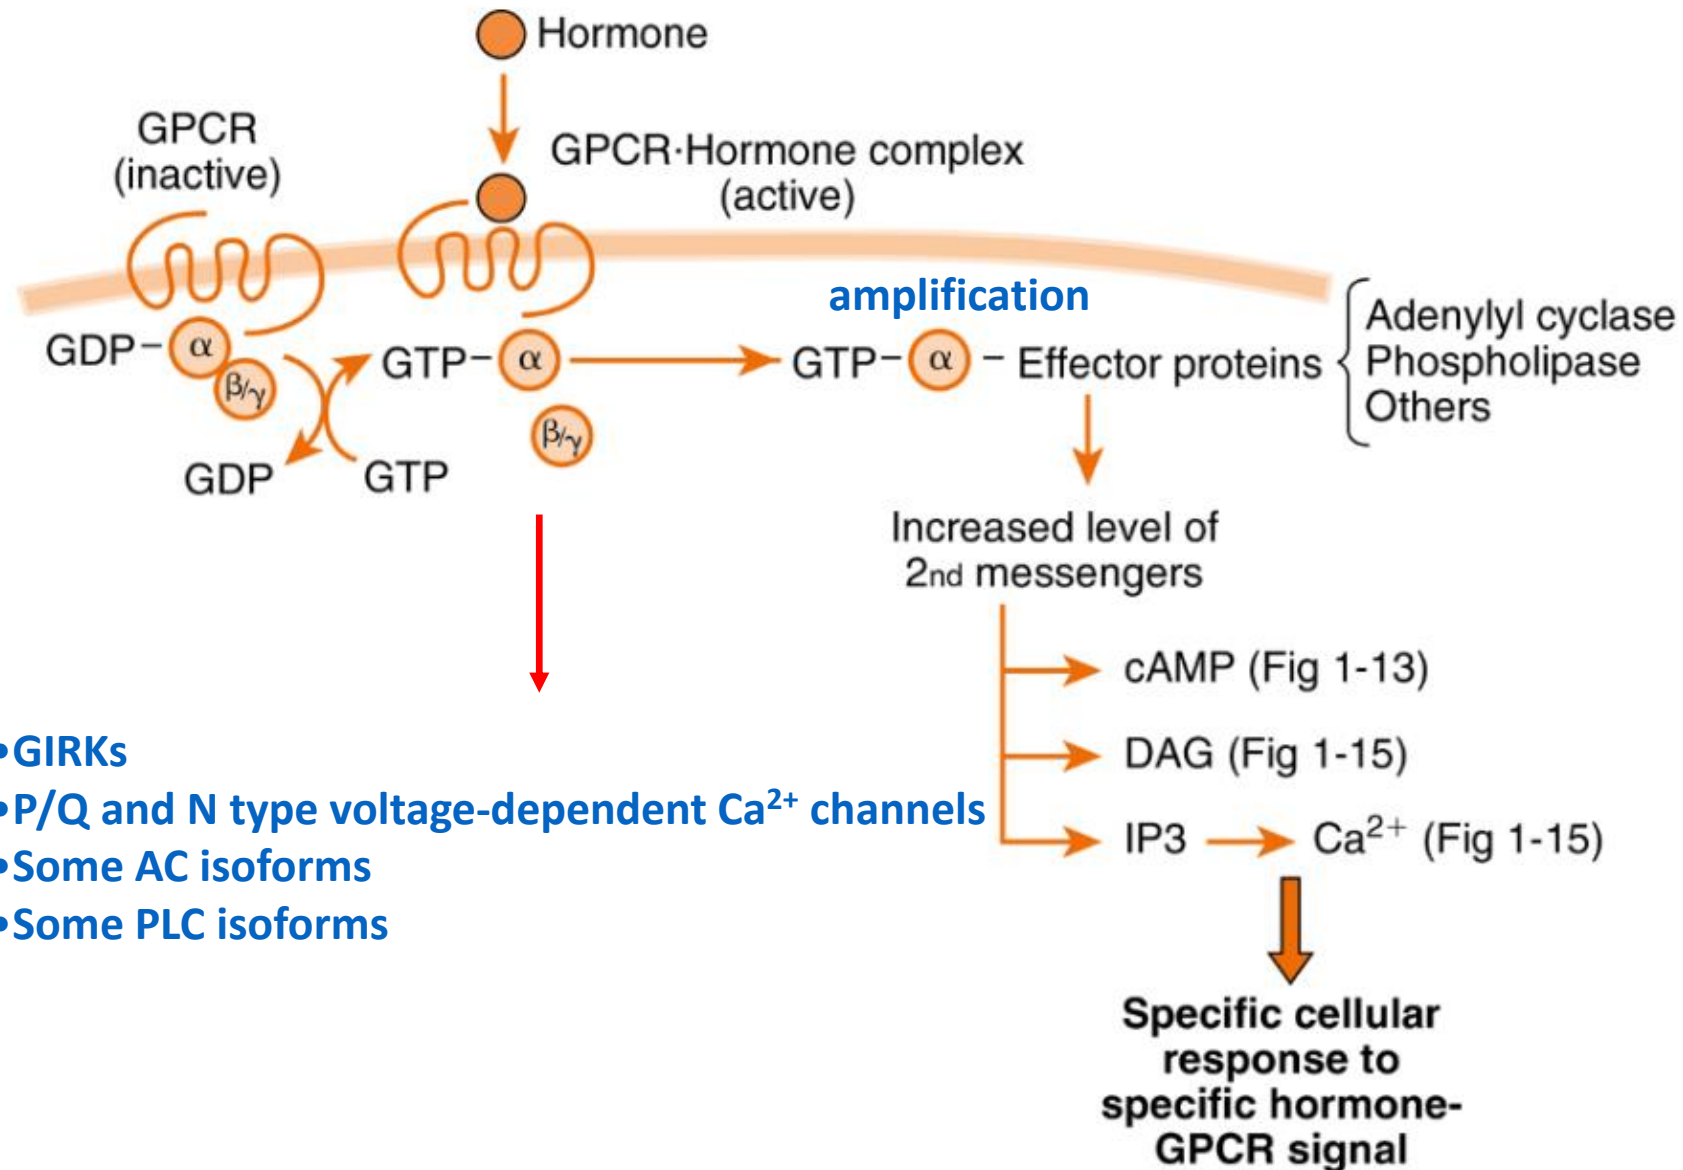 Hormone
GPCR
(inactive)
GPCR·Hormone complex
(active)
amplification
GDP–
α
β/γ
GTP–
α
β/γ
GTP–
α
– Effector proteins
Adenylyl cyclase
Phospholipase
Others
GDP
GTP
Increased level of
2nd messengers
cAMP (Fig 1-13)
DAG (Fig 1-15)
IP3
Ca²⁺ (Fig 1-15)
•GIRKs
•P/Q and N type voltage-dependent Ca²⁺ channels
•Some AC isoforms
•Some PLC isoforms
Specific cellular
response to
specific hormone-
GPCR signal